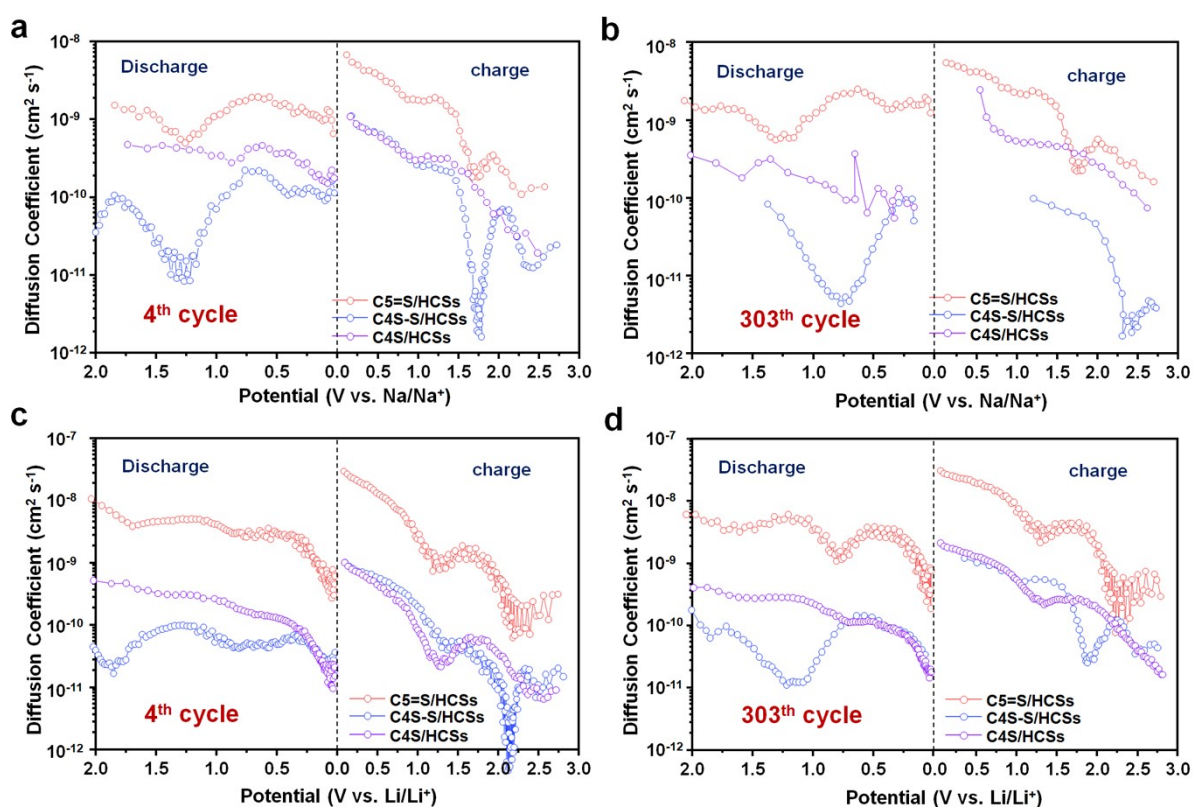 a
Diffusion Coefficient (cm² s⁻¹)
10⁻⁸
10⁻⁹
10⁻¹⁰
10⁻¹¹
10⁻¹²
Discharge
charge
4th cycle
C5=S/HCSs
C4S-S/HCSs
C4S/HCSs
2.0 1.5 1.0 0.5 0.0 0.5 1.0 1.5 2.0 2.5 3.0
Potential (V vs. Na/Na⁺)
b
Diffusion Coefficient (cm² s⁻¹)
10⁻⁸
10⁻⁹
10⁻¹⁰
10⁻¹¹
10⁻¹²
Discharge
charge
303th cycle
C5=S/HCSs
C4S-S/HCSs
C4S/HCSs
2.0 1.5 1.0 0.5 0.0 0.5 1.0 1.5 2.0 2.5 3.0
Potential (V vs. Na/Na⁺)
c
Diffusion Coefficient (cm² s⁻¹)
10⁻⁷
10⁻⁸
10⁻⁹
10⁻¹⁰
10⁻¹¹
10⁻¹²
Discharge
charge
4th cycle
C5=S/HCSs
C4S-S/HCSs
C4S/HCSs
2.0 1.5 1.0 0.5 0.0 0.5 1.0 1.5 2.0 2.5 3.0
Potential (V vs. Li/Li⁺)
d
Diffusion Coefficient (cm² s⁻¹)
10⁻⁷
10⁻⁸
10⁻⁹
10⁻¹⁰
10⁻¹¹
10⁻¹²
Discharge
charge
303th cycle
C5=S/HCSs
C4S-S/HCSs
C4S/HCSs
2.0 1.5 1.0 0.5 0.0 0.5 1.0 1.5 2.0 2.5 3.0
Potential (V vs. Li/Li⁺)